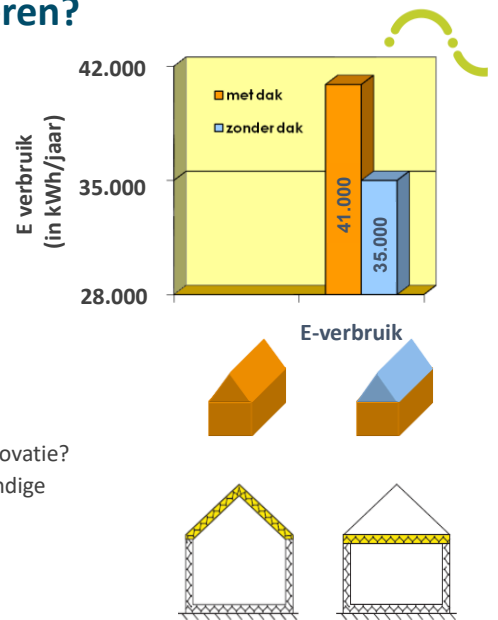 ren?
42.000
met dak
zonder dak
E verbruik
(in kWh/jaar)
35.000
41.000
35.000
28.000
E-verbruik
ovatie?
ndige